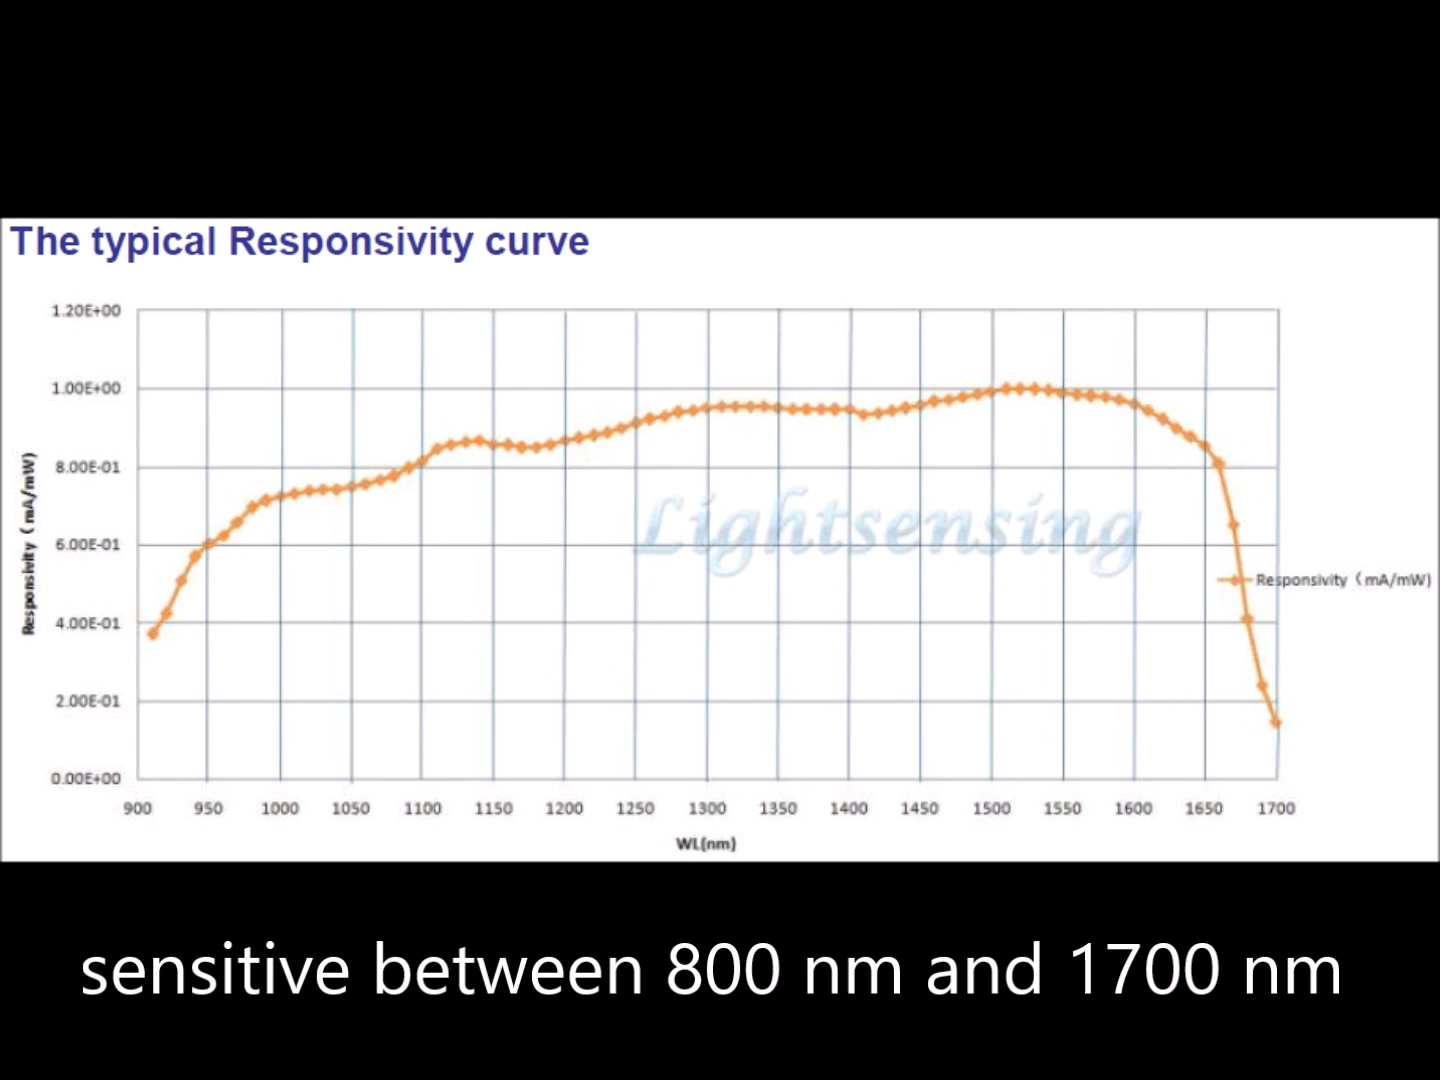 The typical Responsivity curve
1.20E+00
1.00E+00
8.00E-01
6.00E-01
4.00E-01
2.00E-01
0.00E+00
Responsivity（mA/mW)
Lightsensing
Responsivity（mA/mW)
900 950 1000 1050 1100 1150 1200 1250 1300 1350 1400 1450 1500 1550 1600 1650 1700
WL(nm)
sensitive between 800 nm and 1700 nm